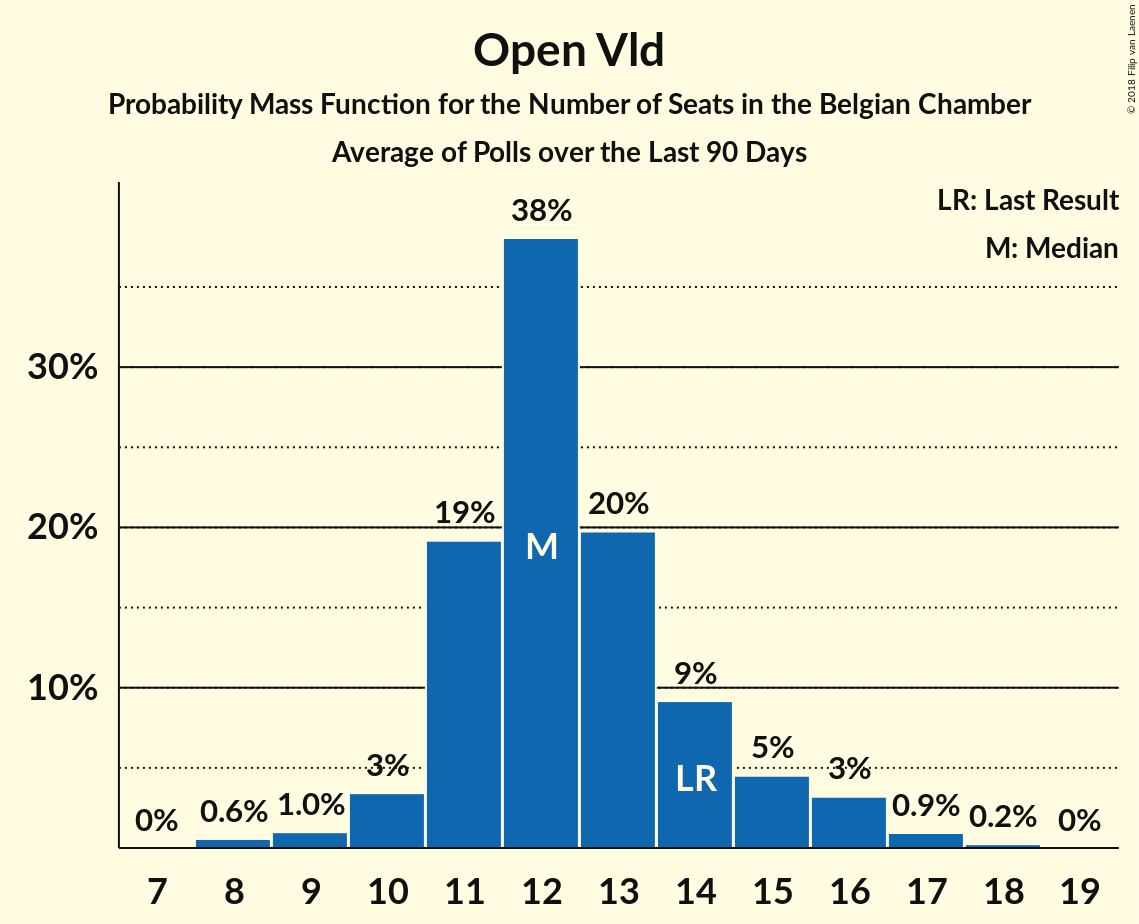 Open Vld
Probability Mass Function for the Number of Seats in the Belgian Chamber
Average of Polls over the Last 90 Days
© 2018 Filip van Laenen
LR: Last Result
M: Median
38%
30%
20%
19%
20%
M
10%
9%
LR
5%
3%
3%
0%
0.6%
1.0%
0.9%
0.2%
0%
7 8 9 10 11 12 13 14 15 16 17 18 19